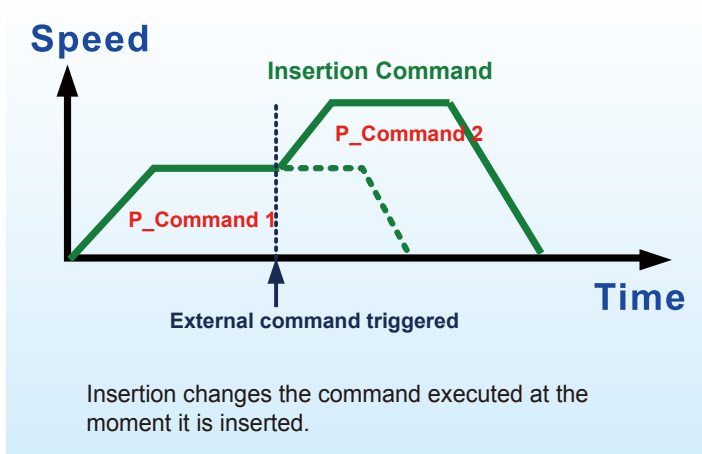 Speed
Insertion Command
P_Command 2
P_Command 1
Time
External command triggered
Insertion changes the command executed at the
moment it is inserted.